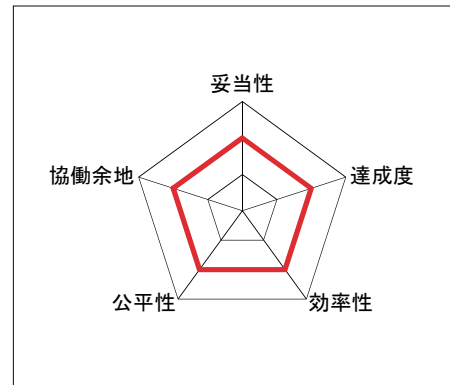 妥当性
協働余地
達成度
公平性
効率性